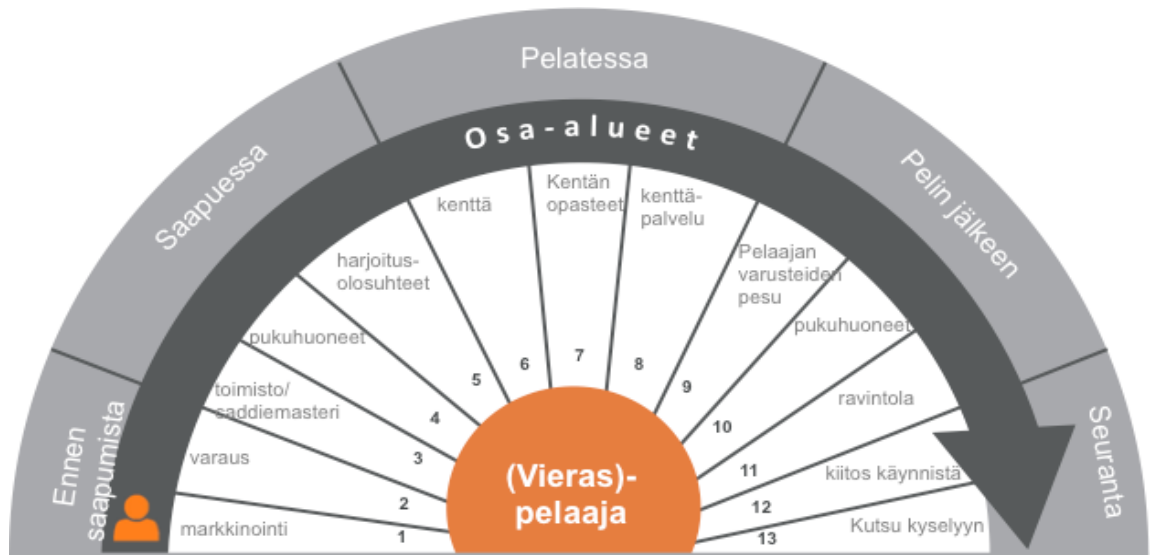 Pelatessa
Saapuessa
Pelin jälkeen
Ennen
saapumista
Seuranta
Osa-alueet
markkinointi
1
varaus
2
toimisto/
saddiemasteri
3
pukuhuoneet
4
harjoitus-
olosuhteet
5
kenttä
6
Kentän
opasteet
7
kenttä-
palvelu
8
Pelaajan
varusteiden
pesu
9
pukuhuoneet
10
ravintola
11
kiitos käynnistä
12
Kutsu kyselyyn
13
(Vieras)-
pelaaja